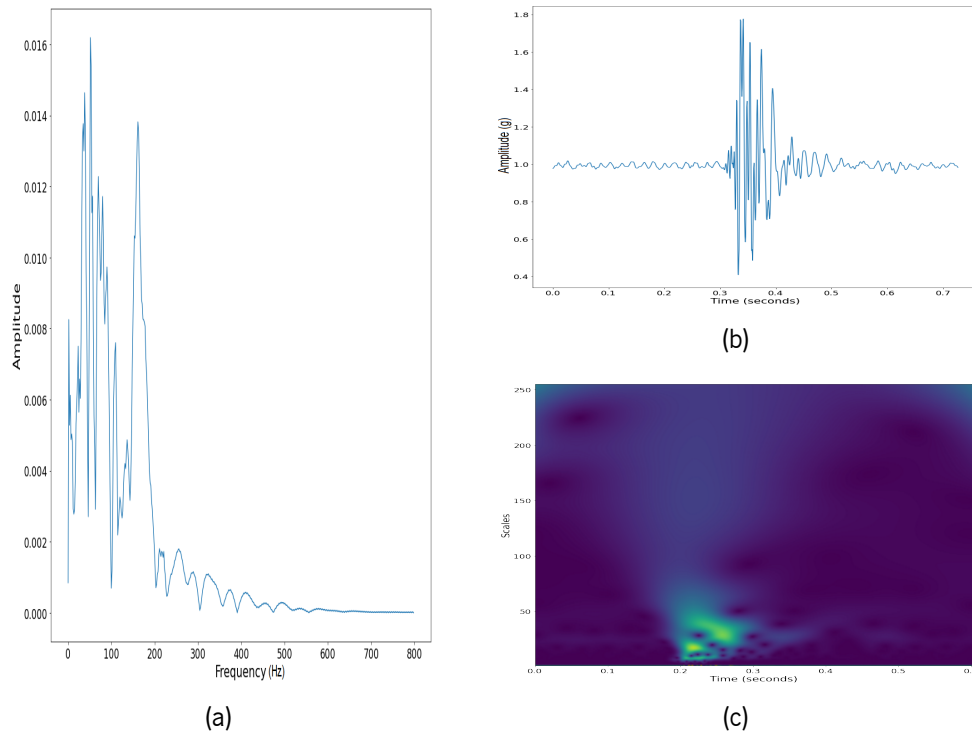 0.016
0.014
0.012
0.010
0.008
0.006
0.004
0.002
0.000
Amplitude
0 100 200 300 400 500 600 700 800
Frequency (Hz)
(a)
1.8
1.6
1.4
1.2
1.0
0.8
0.6
0.4
Amplitude (g)
0.0 0.1 0.2 0.3 0.4 0.5 0.6 0.7
Time (seconds)
(b)
250
200
150
100
50
Scales
0.0 0.1 0.2 0.3 0.4 0.5 0.6
Time (seconds)
(c)